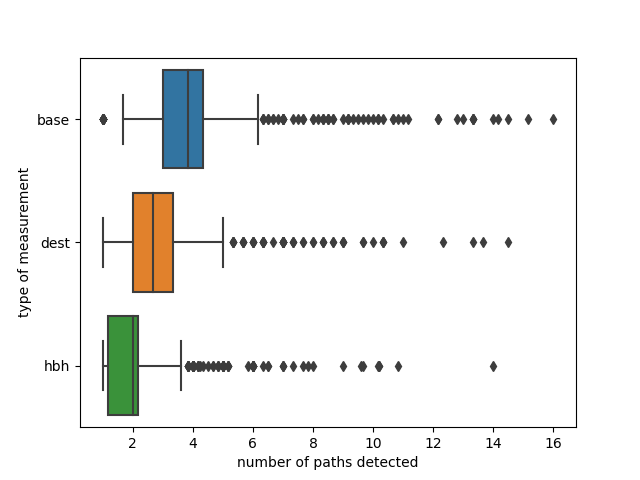 type of measurement
base
dest
hbh
2 4 6 8 10 12 14 16
number of paths detected